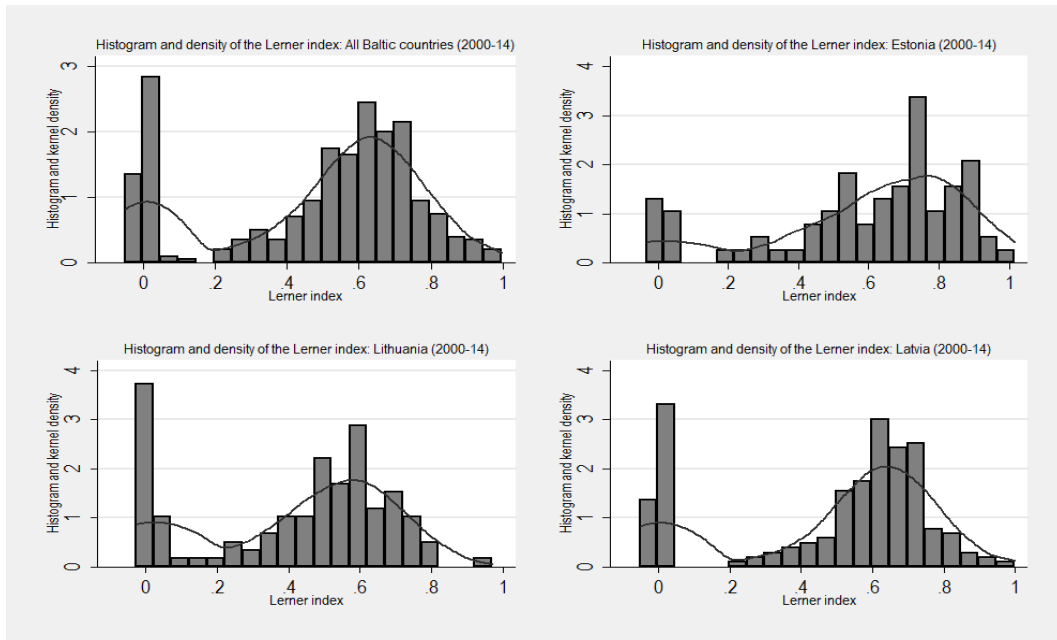 Histogram and density of the Lerner index: All Baltic countries (2000-14)
Histogram and kernel density
3
2
1
0
0 .2 .4 .6 .8 1
Lerner index
Histogram and density of the Lerner index: Estonia (2000-14)
Histogram and kernel density
4
3
2
1
0
0 .2 .4 .6 .8 1
Lerner index
Histogram and density of the Lerner index: Lithuania (2000-14)
Histogram and kernel density
4
3
2
1
0
0 .2 .4 .6 .8 1
Lerner index
Histogram and density of the Lerner index: Latvia (2000-14)
Histogram and kernel density
4
3
2
1
0
0 .2 .4 .6 .8 1
Lerner index